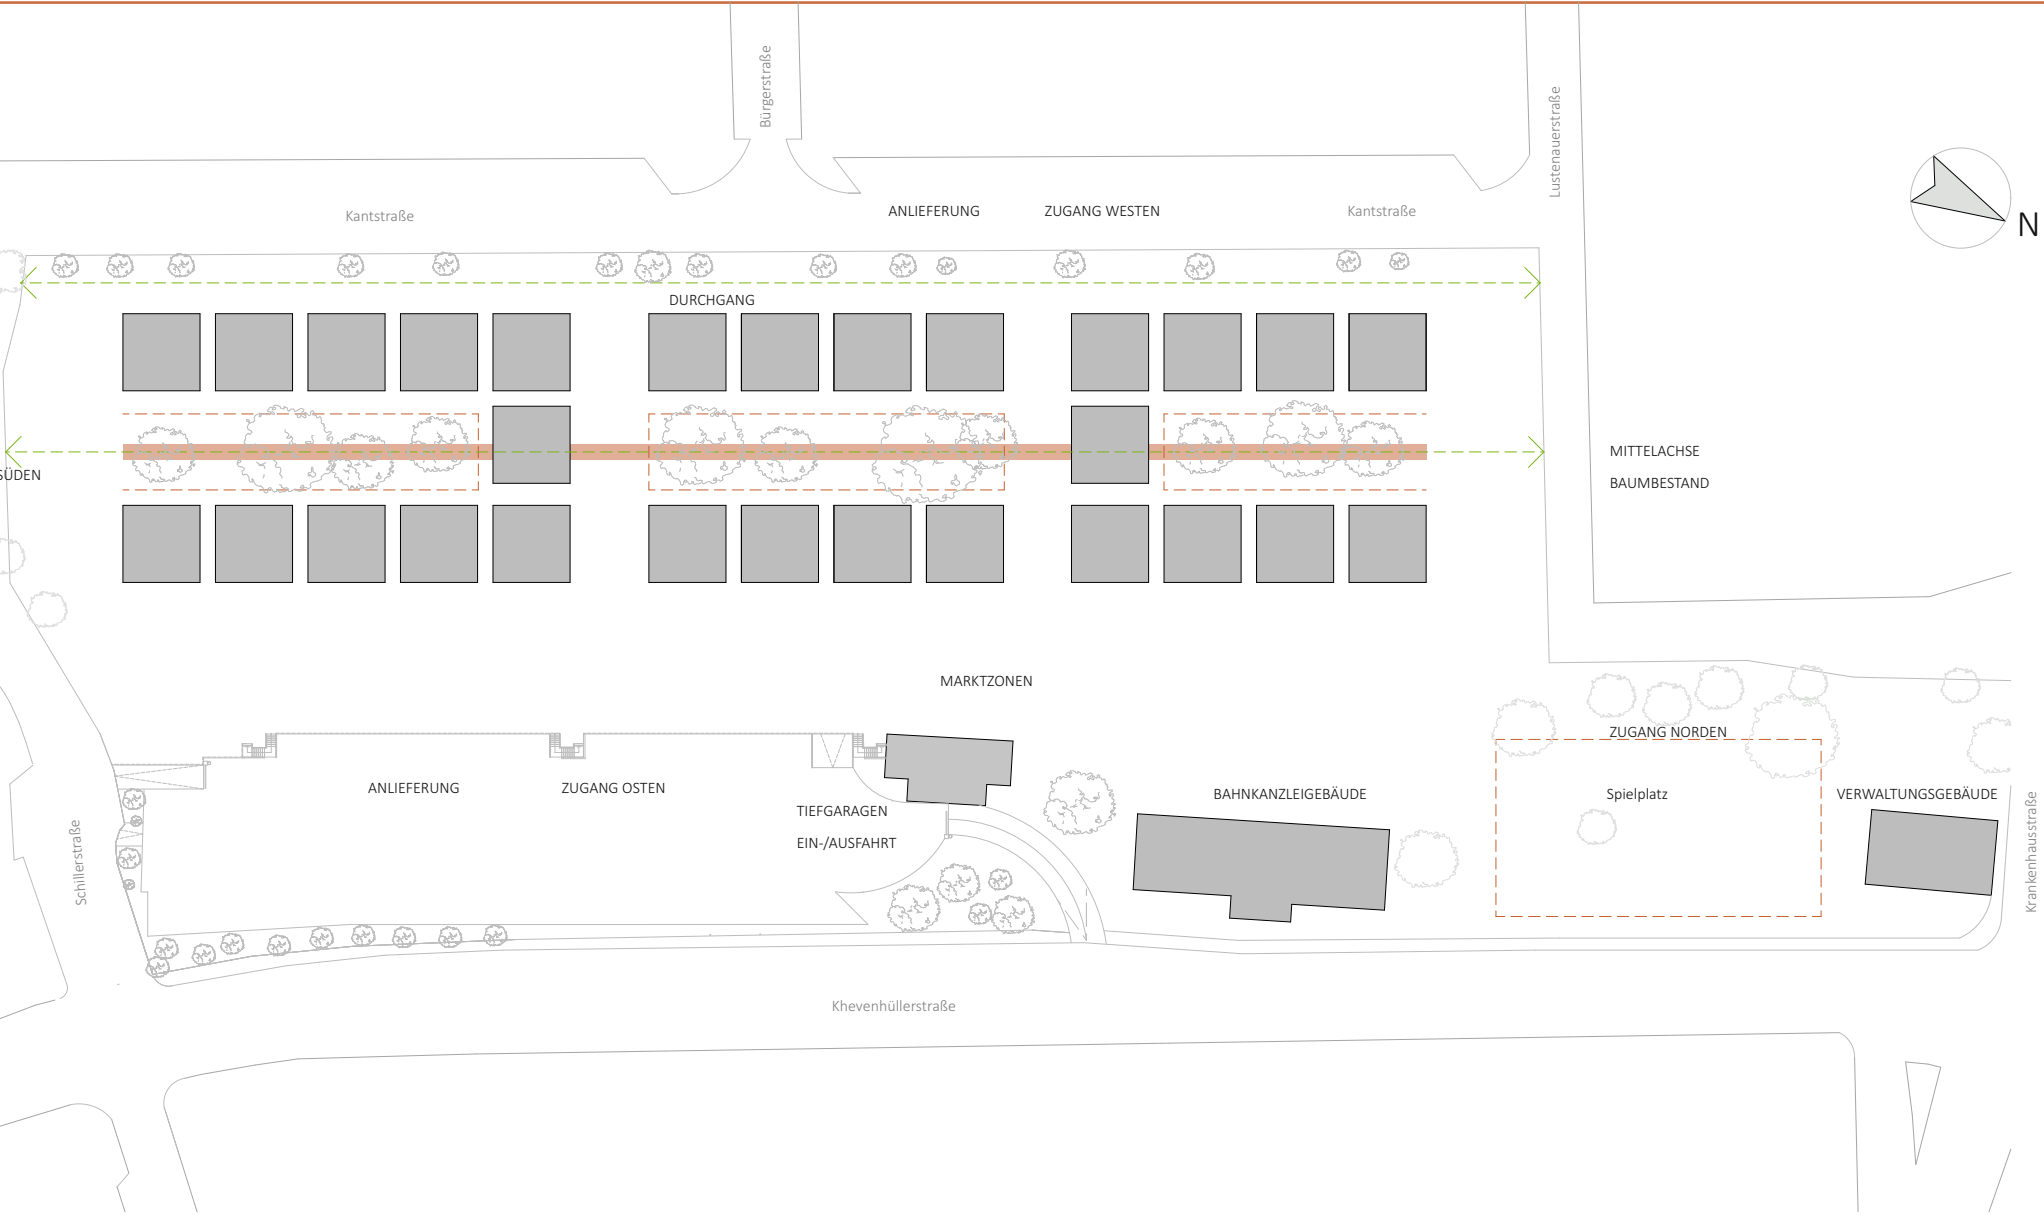 Bürgerstraße
Lustenauerstraße
Kantstraße
ANLIEFERUNG
ZUGANG WESTEN
Kantstraße
N
DURCHGANG
MITTELACHSE
SÜDEN
BAUMBESTAND
MARKTZONEN
ZUGANG NORDEN
ANLIEFERUNG
ZUGANG OSTEN
BAHNKANZLEIGEBÄUDE
Spielplatz
VERWALTUNGSGEBÄUDE
TIEFGARAGEN
EIN-/AUSFAHRT
Schillerstraße
Krankenhausstraße
Khevenhüllerstraße